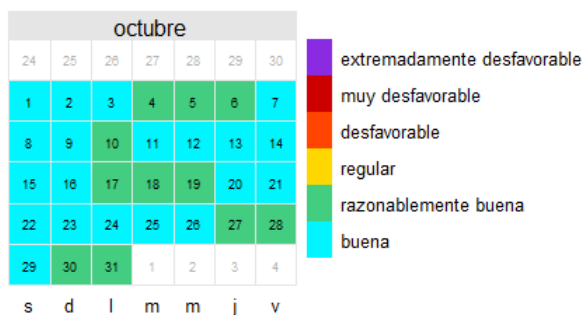 octubre
24 25 26 27 28 29 30
1 2 3 4 5 6 7
8 9 10 11 12 13 14
15 16 17 18 19 20 21
22 23 24 25 26 27 28
29 30 31 1 2 3 4
s d l m m j v
extremadamente desfavorable
muy desfavorable
desfavorable
regular
razonablemente buena
buena